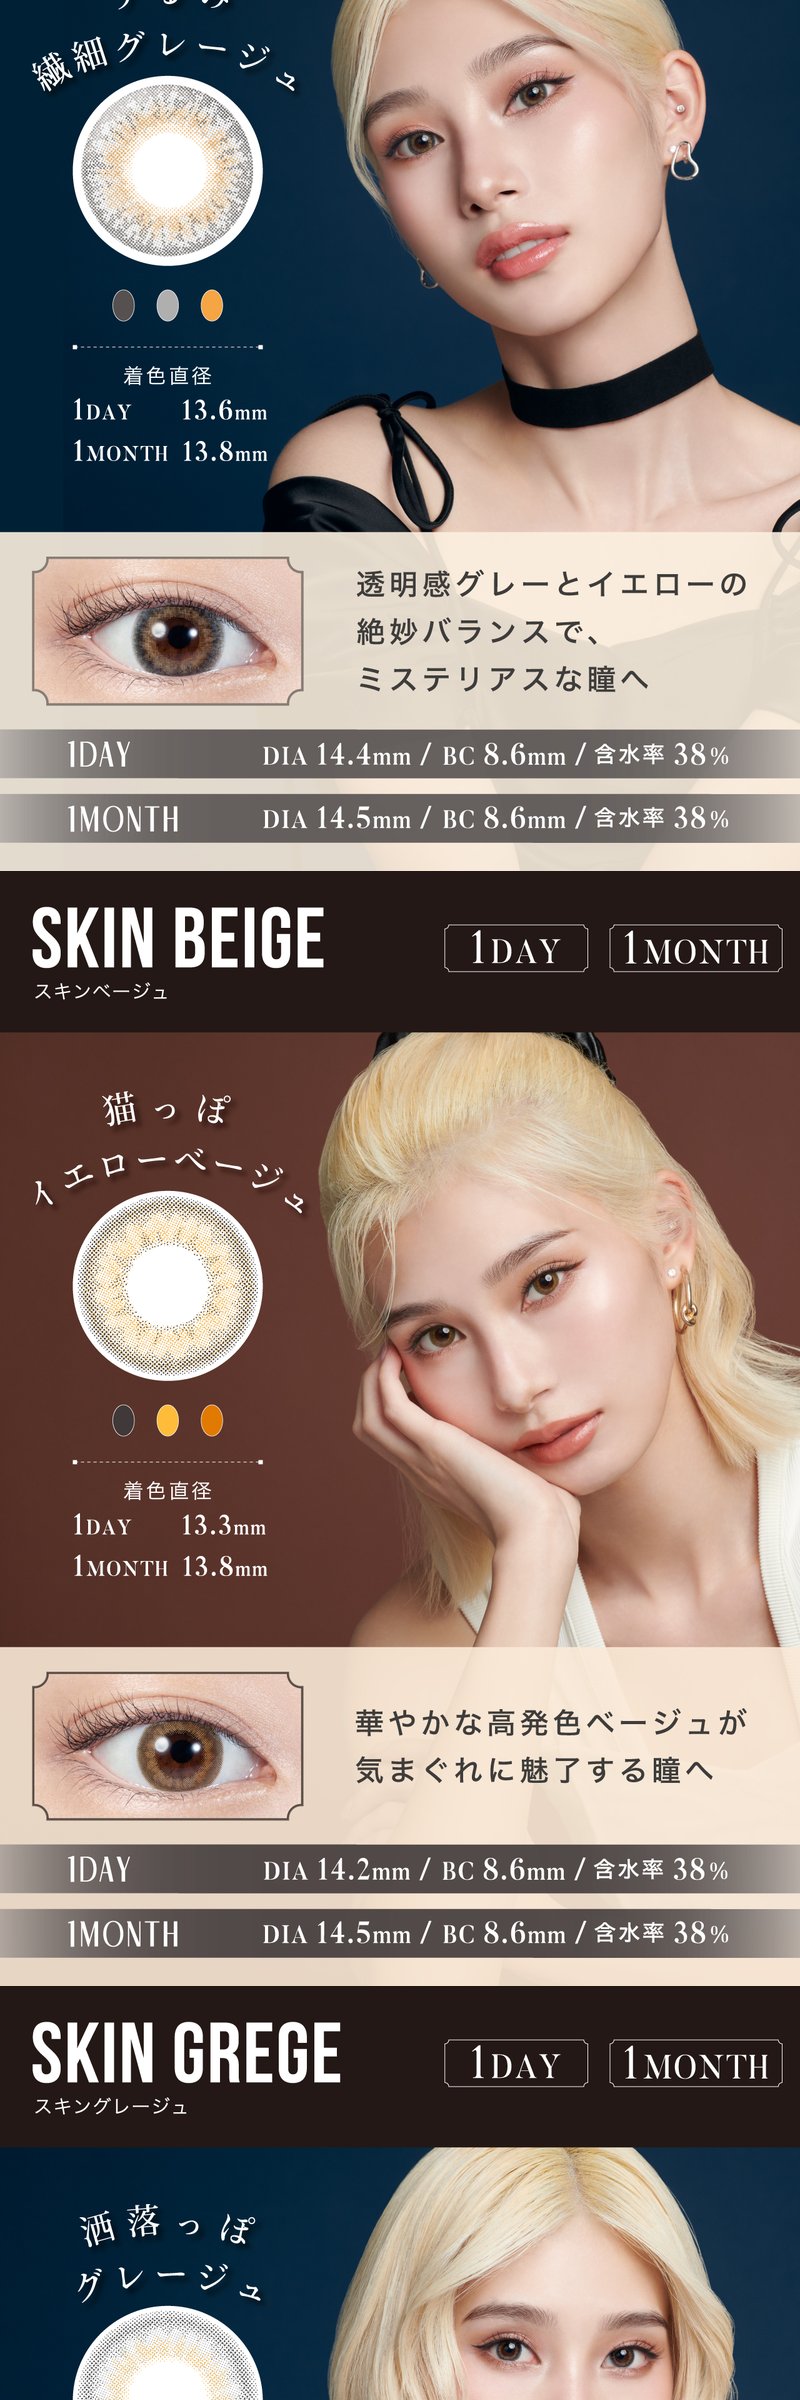 繊細グレージュ
着色直径
1DAY 13.6mm
1MONTH 13.8mm
透明感グレーとイエローの
絶妙バランスで、
ミステリアスな瞳へ
1DAY DIA 14.4mm / BC 8.6mm / 含水率 38%
1MONTH DIA 14.5mm / BC 8.6mm / 含水率 38%
SKIN BEIGE
スキンベージュ
1DAY 1MONTH
猫っぽ
イエローベージュ
着色直径
1DAY 13.3mm
1MONTH 13.8mm
華やかな高発色ベージュが
気まぐれに魅了する瞳へ
1DAY DIA 14.2mm / BC 8.6mm / 含水率 38%
1MONTH DIA 14.5mm / BC 8.6mm / 含水率 38%
SKIN GREGE
スキングレージュ
1DAY 1MONTH
洒落っぽ
グレージュ